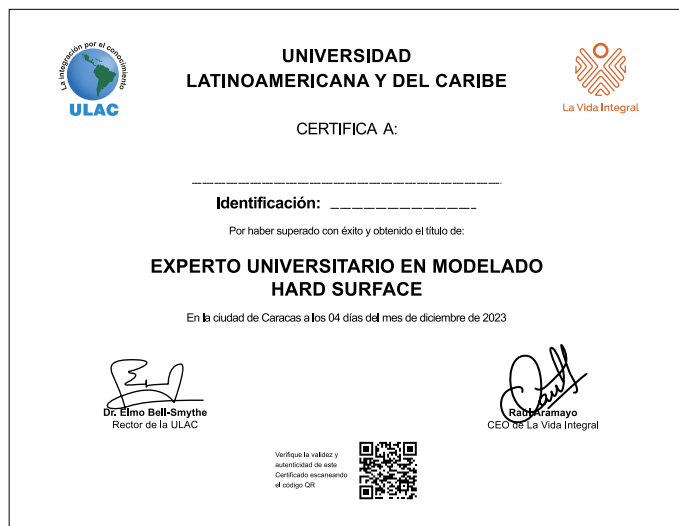 La integración por el conocimiento
ULAC
UNIVERSIDAD
LATINOAMERICANA Y DEL CARIBE
La Vida Integral
CERTIFICA A:
Identificación:
Por haber superado con éxito y obtenido el título de:
EXPERTO UNIVERSITARIO EN MODELADO
HARD SURFACE
En la ciudad de Caracas a los 04 días del mes de diciembre de 2023
Dr. Elmo Bell-Smythe
Rector de la ULAC
Raúl Aramayo
CEO de La Vida Integral
Verifique la validez y
autenticidad de este
Certificado escaneando
el código QR